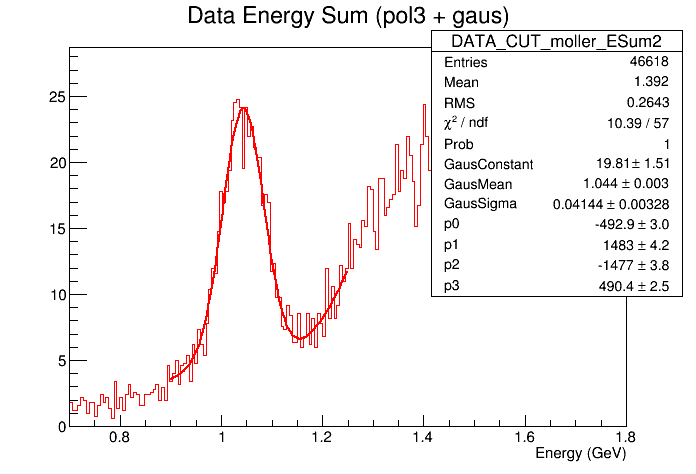 Data Energy Sum (pol3 + gaus)
DATA_CUT_moller_ESum2
Entries 46618
Mean 1.392
RMS 0.2643
χ² / ndf 10.39 / 57
Prob 1
GausConstant 19.81 ± 1.51
GausMean 1.044 ± 0.003
GausSigma 0.04144 ± 0.00328
p0 -492.9 ± 3.0
p1 1483 ± 4.2
p2 -1477 ± 3.8
p3 490.4 ± 2.5
25
20
15
10
5
0
0.8 1 1.2 1.4 1.6 1.8
Energy (GeV)